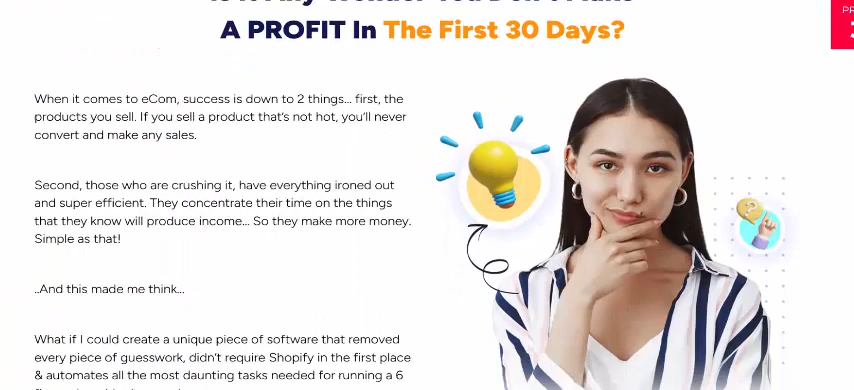 A PROFIT In The First 30 Days?
PR
When it comes to eCom, success is down to 2 things... first, the
products you sell. If you sell a product that's not hot, you'll never
convert and make any sales.
Second, those who are crushing it, have everything ironed out
and super efficient. They concentrate their time on the things
that they know will produce income... So they make more money.
Simple as that!
..And this made me think...
What if I could create a unique piece of software that removed
every piece of guesswork, didn't require Shopify in the first place
& automates all the most daunting tasks needed for running a 6